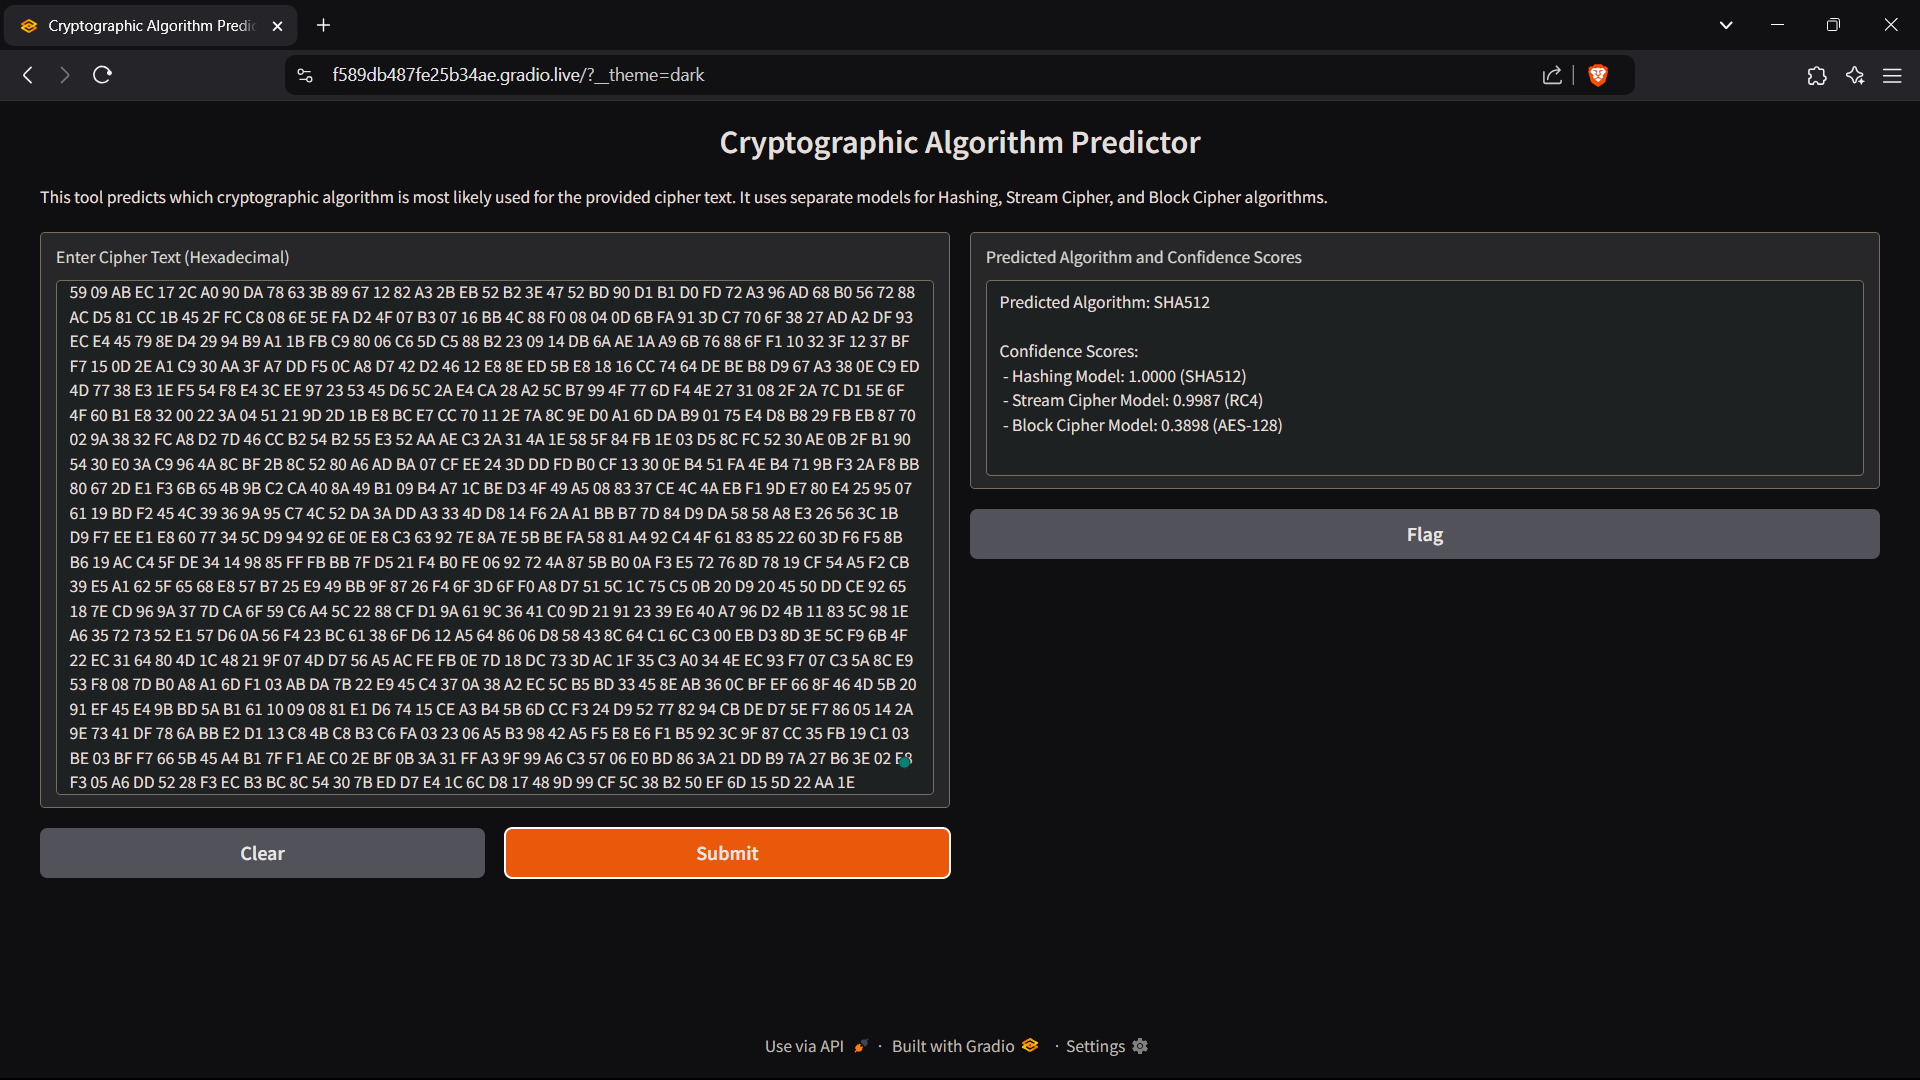 Cryptographic Algorithm Predic
f589db487fe25b34ae.gradio.live/?__theme=dark
Cryptographic Algorithm Predictor
This tool predicts which cryptographic algorithm is most likely used for the provided cipher text. It uses separate models for Hashing, Stream Cipher, and Block Cipher algorithms.
Enter Cipher Text (Hexadecimal)
59 09 AB EC 17 2C A0 90 DA 78 63 3B 89 67 12 82 A3 2B EB 52 B2 3E 47 52 BD 90 D1 B1 D0 FD 72 A3 96 AD 68 B0 56 72 88
AC D5 81 CC 1B 45 2F FC C8 08 6E 5E FA D2 4F 07 B3 07 16 BB 4C 88 F0 08 04 0D 6B FA 91 3D C7 70 6F 38 27 AD A2 DF 93
EC E4 45 79 8E D4 29 94 B9 A1 1B FB C9 80 06 C6 5D C5 88 B2 23 09 14 DB 6A AE 1A A9 6B 76 88 6F F1 10 32 3F 12 37 BF
F7 15 0D 2E A1 C9 30 AA 3F A7 DD F5 0C A8 D7 42 D2 46 12 E8 8E ED 5B E8 18 16 CC 74 64 DE BE B8 D9 67 A3 38 0E C9 ED
4D 77 38 E3 1E F5 54 F8 E4 3C EE 97 23 53 45 D6 5C 2A E4 CA 28 A2 5C B7 99 4F 77 6D F4 4E 27 31 08 2F 2A 7C D1 5E 6F
4F 60 B1 E8 32 00 22 3A 04 51 21 9D 2D 1B E8 BC E7 CC 70 11 2E 7A 8C 9E D0 A1 6D DA B9 01 75 E4 D8 B8 29 FB EB 87 70
02 9A 38 32 FC A8 D2 7D 46 CC B2 54 B2 55 E3 52 AA AE C3 2A 31 4A 1E 58 5F 84 FB 1E 03 D5 8C FC 52 30 AE 0B 2F B1 90
54 30 E0 3A C9 96 4A 8C BF 2B 8C 52 80 A6 AD BA 07 CF EE 24 3D DD FD B0 CF 13 30 0E B4 51 FA 4E B4 71 9B F3 2A F8 BB
80 67 2D E1 F3 6B 65 4B 9B C2 CA 40 8A 49 B1 09 B4 A7 1C BE D3 4F 49 A5 08 83 37 CE 4C 4A EB F1 9D E7 80 E4 25 95 07
61 19 BD F2 45 4C 39 36 9A 95 C7 4C 52 DA 3A DD A3 33 4D D8 14 F6 2A A1 BB B7 7D 84 D9 DA 58 58 A8 E3 26 56 3C 1B
D9 F7 EE E1 E8 60 77 34 5C D9 94 92 6E 0E E8 C3 63 92 7E 8A 7E 5B BE FA 58 81 A4 92 C4 4F 61 83 85 22 60 3D F6 F5 8B
B6 19 AC C4 5F DE 34 14 98 85 FF FB BB 7F D5 21 F4 B0 FE 06 92 72 4A 87 5B B0 0A F3 E5 72 76 8D 78 19 CF 54 A5 F2 CB
39 E5 A1 62 5F 65 68 E8 57 B7 25 E9 49 BB 9F 87 26 F4 6F 3D 6F F0 A8 D7 51 5C 1C 75 C5 0B 20 D9 20 45 50 DD CE 92 65
18 7E CD 96 9A 37 7D CA 6F 59 C6 A4 5C 22 88 CF D1 9A 61 9C 36 41 C0 9D 21 91 23 39 E6 40 A7 96 D2 4B 11 83 5C 98 1E
A6 35 72 73 52 E1 57 D6 0A 56 F4 23 BC 61 38 6F D6 12 A5 64 86 06 D8 58 43 8C 64 C1 6C C3 00 EB D3 8D 3E 5C F9 6B 4F
22 EC 31 64 80 4D 1C 48 21 9F 07 4D D7 56 A5 AC FE FB 0E 7D 18 DC 73 3D AC 1F 35 C3 A0 34 4E EC 93 F7 07 C3 5A 8C E9
53 F8 08 7D B0 A8 A1 6D F1 03 AB DA 7B 22 E9 45 C4 37 0A 38 A2 EC 5C B5 BD 33 45 8E AB 36 0C BF EF 66 8F 46 4D 5B 20
91 EF 45 E4 9B BD 5A B1 61 10 09 08 81 E1 D6 74 15 CE A3 B4 5B 6D CC F3 24 D9 52 77 82 94 CB DE D7 5E F7 86 05 14 2A
9E 73 41 DF 78 6A BB E2 D1 13 C8 4B C8 B3 C6 FA 03 23 06 A5 B3 98 42 A5 F5 E8 E6 F1 B5 92 3C 9F 87 CC 35 FB 19 C1 03
BE 03 BF F7 66 5B 45 A4 B1 7F F1 AE C0 2E BF 0B 3A 31 FF A3 9F 99 A6 C3 57 06 E0 BD 86 3A 21 DD B9 7A 27 B6 3E 02
F3 05 A6 DD 52 28 F3 EC B3 BC 8C 54 30 7B ED D7 E4 1C 6C D8 17 48 9D 99 CF 5C 38 B2 50 EF 6D 15 5D 22 AA 1E
Clear
Submit
Predicted Algorithm and Confidence Scores
Predicted Algorithm: SHA512
Confidence Scores:
- Hashing Model: 1.0000 (SHA512)
- Stream Cipher Model: 0.9987 (RC4)
- Block Cipher Model: 0.3898 (AES-128)
Flag
Use via API · Built with Gradio · Settings